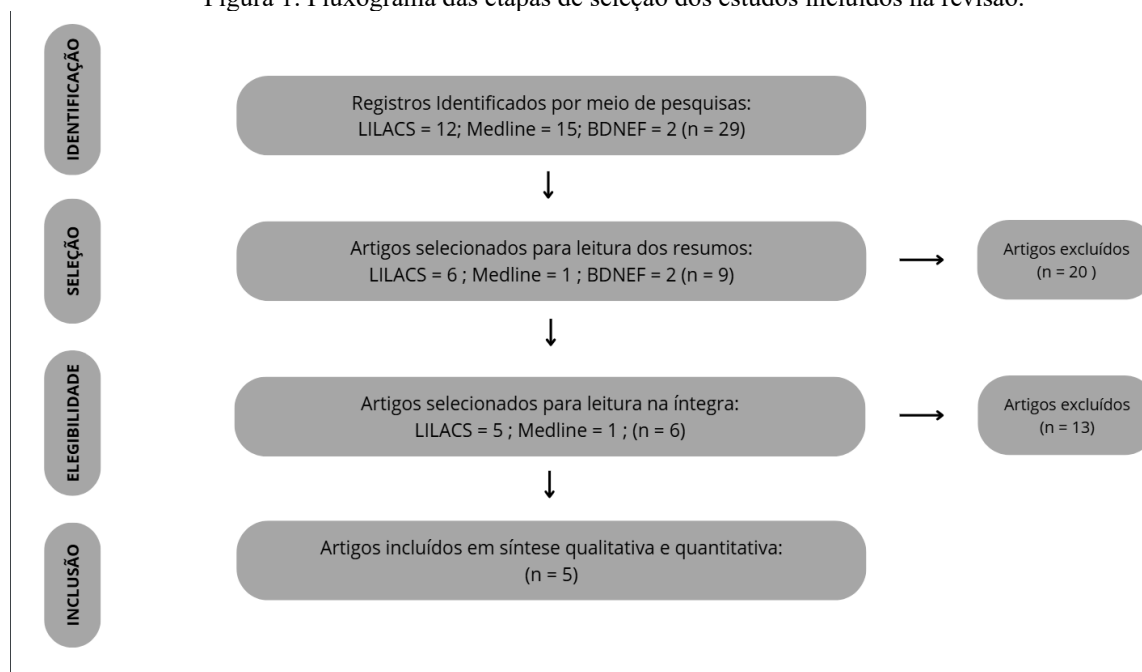 Figura 1: Fluxograma das etapas de seleção dos estudos incluídos na revisão.
IDENTIFICAÇÃO
Registros Identificados por meio de pesquisas:
LILACS = 12; Medline = 15; BDNEF = 2 (n = 29)
SELEÇÃO
Artigos selecionados para leitura dos resumos:
LILACS = 6 ; Medline = 1 ; BDNEF = 2 (n = 9)
Artigos excluídos
(n = 20 )
ELEGIBILIDADE
Artigos selecionados para leitura na íntegra:
LILACS = 5 ; Medline = 1 ; (n = 6)
Artigos excluídos
(n = 13)
INCLUSÃO
Artigos incluídos em síntese qualitativa e quantitativa:
(n = 5)